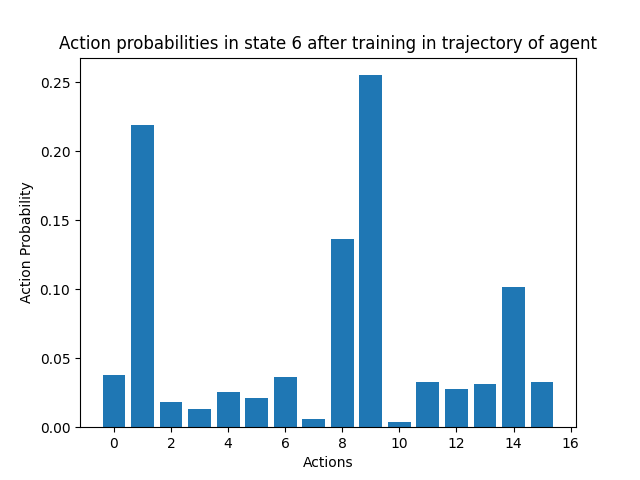 Action probabilities in state 6 after training in trajectory of agent
0.25
0.20
0.15
0.10
0.05
0.00
Action Probability
0 2 4 6 8 10 12 14 16
Actions